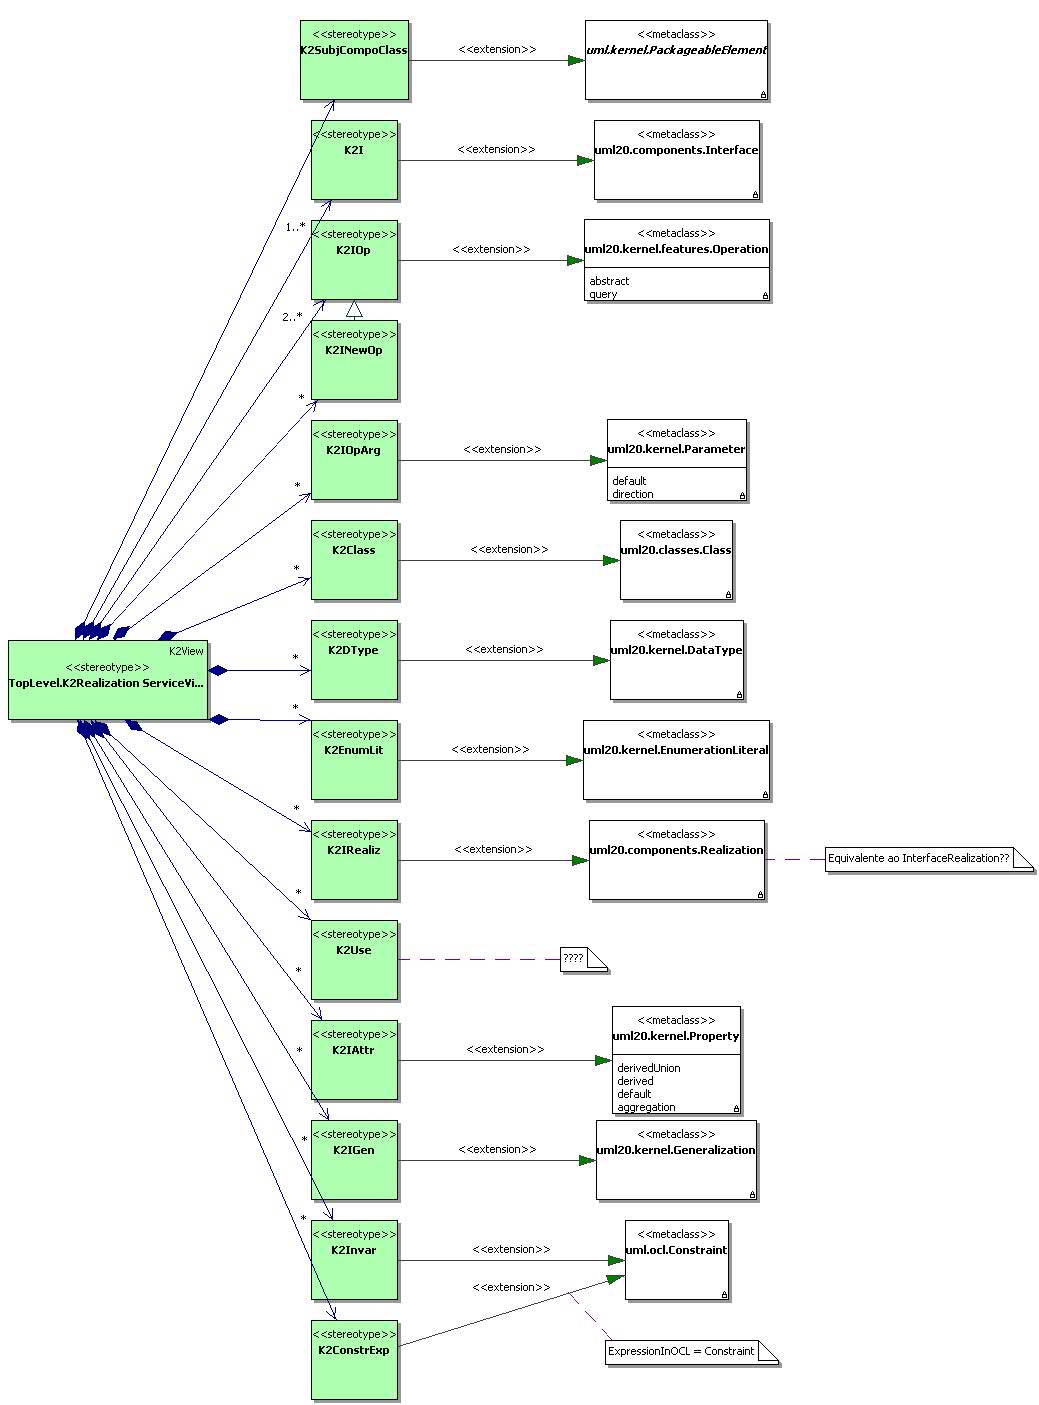 <<stereotype>>
K2SubjCompoClass
<<extension>>
<<metaclass>>
uml.kernel.PackageableElement
<<stereotype>>
K2I
<<extension>>
<<metaclass>>
uml20.components.Interface
1..*
<<stereotype>>
K2IOp
<<extension>>
<<metaclass>>
uml20.kernel.features.Operation
abstract
query
2..*
<<stereotype>>
K2INewOp
*
<<stereotype>>
K2IOpArg
<<extension>>
<<metaclass>>
uml20.kernel.Parameter
default
direction
*
<<stereotype>>
K2Class
<<extension>>
<<metaclass>>
uml20.classes.Class
*
K2View
<<stereotype>>
TopLevel.K2Realization ServiceVi...
<<stereotype>>
K2DType
<<extension>>
<<metaclass>>
uml20.kernel.DataType
*
*
<<stereotype>>
K2EnumLit
<<extension>>
<<metaclass>>
uml20.kernel.EnumerationLiteral
*
<<stereotype>>
K2IRealiz
<<extension>>
<<metaclass>>
uml20.components.Realization
Equivalente ao InterfaceRealization??
*
<<stereotype>>
K2Use
????
*
<<stereotype>>
K2IAttr
<<extension>>
<<metaclass>>
uml20.kernel.Property
derivedUnion
derived
default
aggregation
*
<<stereotype>>
K2IGen
<<extension>>
<<metaclass>>
uml20.kernel.Generalization
*
<<stereotype>>
K2Invar
<<extension>>
<<metaclass>>
uml.ocl.Constraint
*
<<extension>>
<<stereotype>>
K2ConstrExp
ExpressionInOCL = Constraint